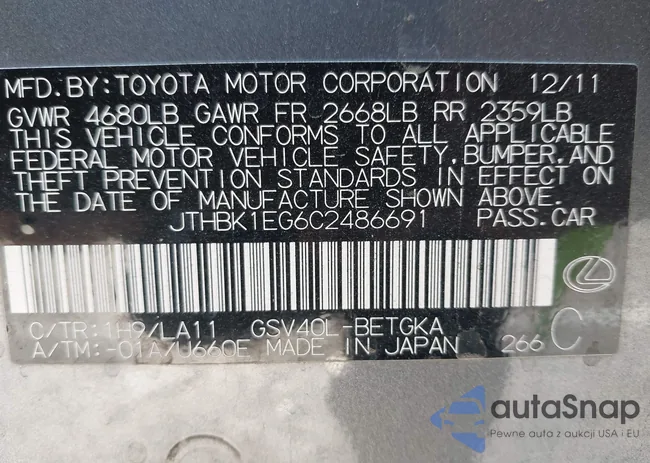 MFD.BY:TOYOTA MOTOR CORPORATION 12/11
GVWR 4680LB GAWR FR 2668LB RR 2359LB
THIS VEHICLE CONFORMS TO ALL APPLICABLE
FEDERAL MOTOR VEHICLE SAFETY,BUMPER,AND
THEFT PREVENTION STANDARDS IN EFFECT ON
THE DATE OF MANUFACTURE SHOWN ABOVE.
JTHBK1EG6C2486691 PASS.CAR
C/TR:1H9/LA11 GSV40L-BETGKA
A/TM:-01A/U660E MADE IN JAPAN 266 C
autaSnap
Pewne auta z aukcji USA i EU